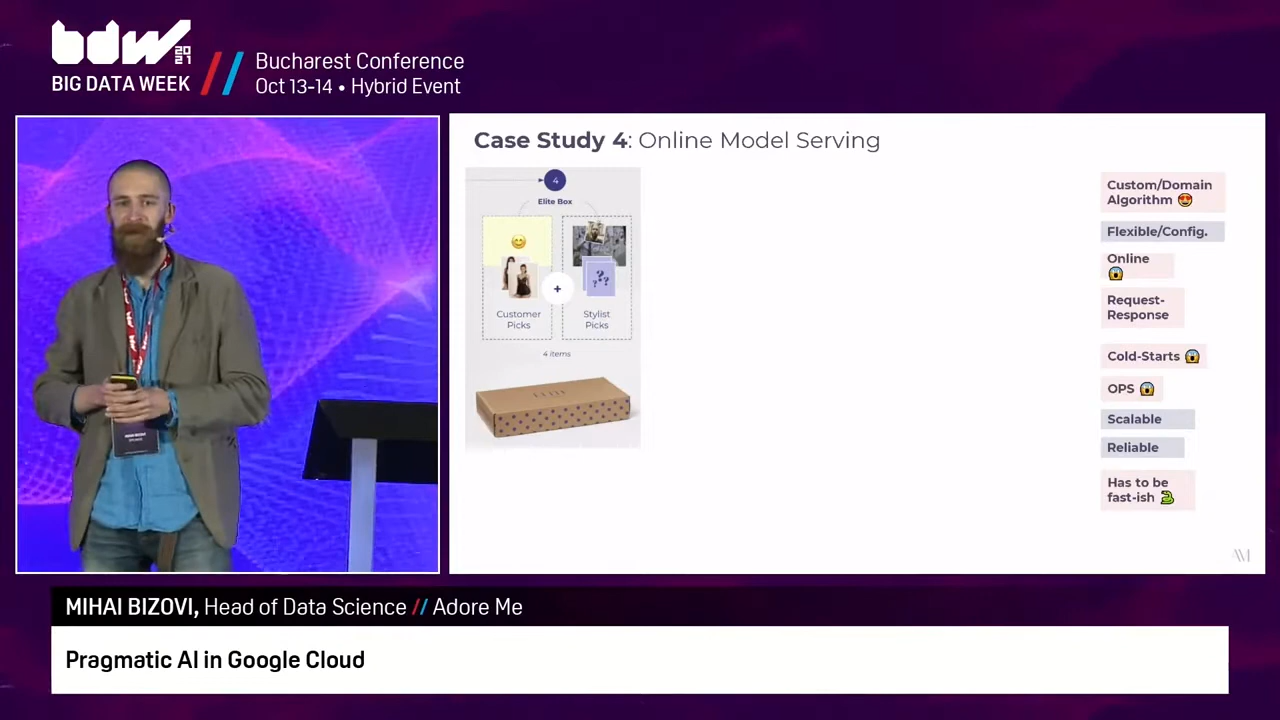 bdw 2021
BIG DATA WEEK
Bucharest Conference
Oct 13-14 • Hybrid Event
Case Study 4: Online Model Serving
4
Elite Box
Customer
Picks
+
Stylist
Picks
? ? ?
4 items
Custom/Domain
Algorithm 😍
Flexible/Config.
Online
😱
Request-
Response
Cold-Starts 😱
OPS 😱
Scalable
Reliable
Has to be
fast-ish 🐍
AM
MIHAI BIZOVI, Head of Data Science // Adore Me
Pragmatic AI in Google Cloud